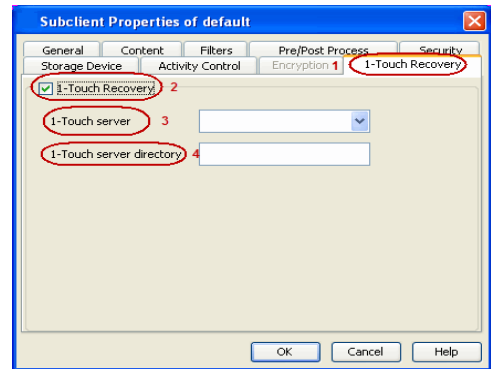 Subclient Properties of default
General Content Filters Pre/Post Process Security
Storage Device Activity Control Encryption 1 1-Touch Recovery
1-Touch Recovery 2
1-Touch server 3
1-Touch server directory 4
OK Cancel Help